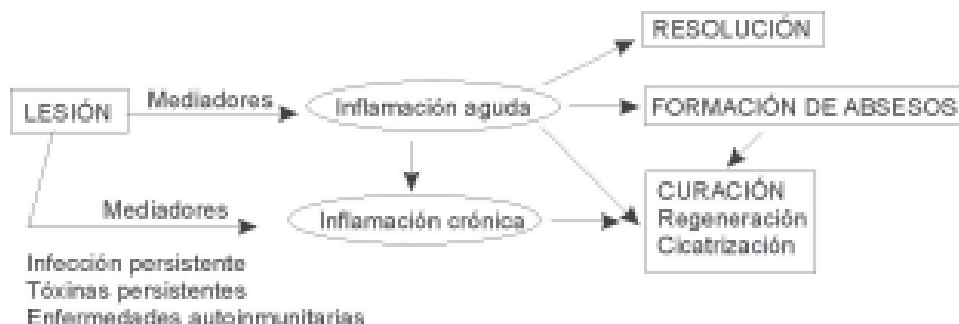 RESOLUCIÓN
Mediadores
LESIÓN
Inflamación aguda
FORMACIÓN DE ABSESOS
Mediadores
Inflamación crónica
CURACIÓN
Regeneración
Cicatrización
Infección persistente
Tóxinas persistentes
Enfermedades autoinmunitarias